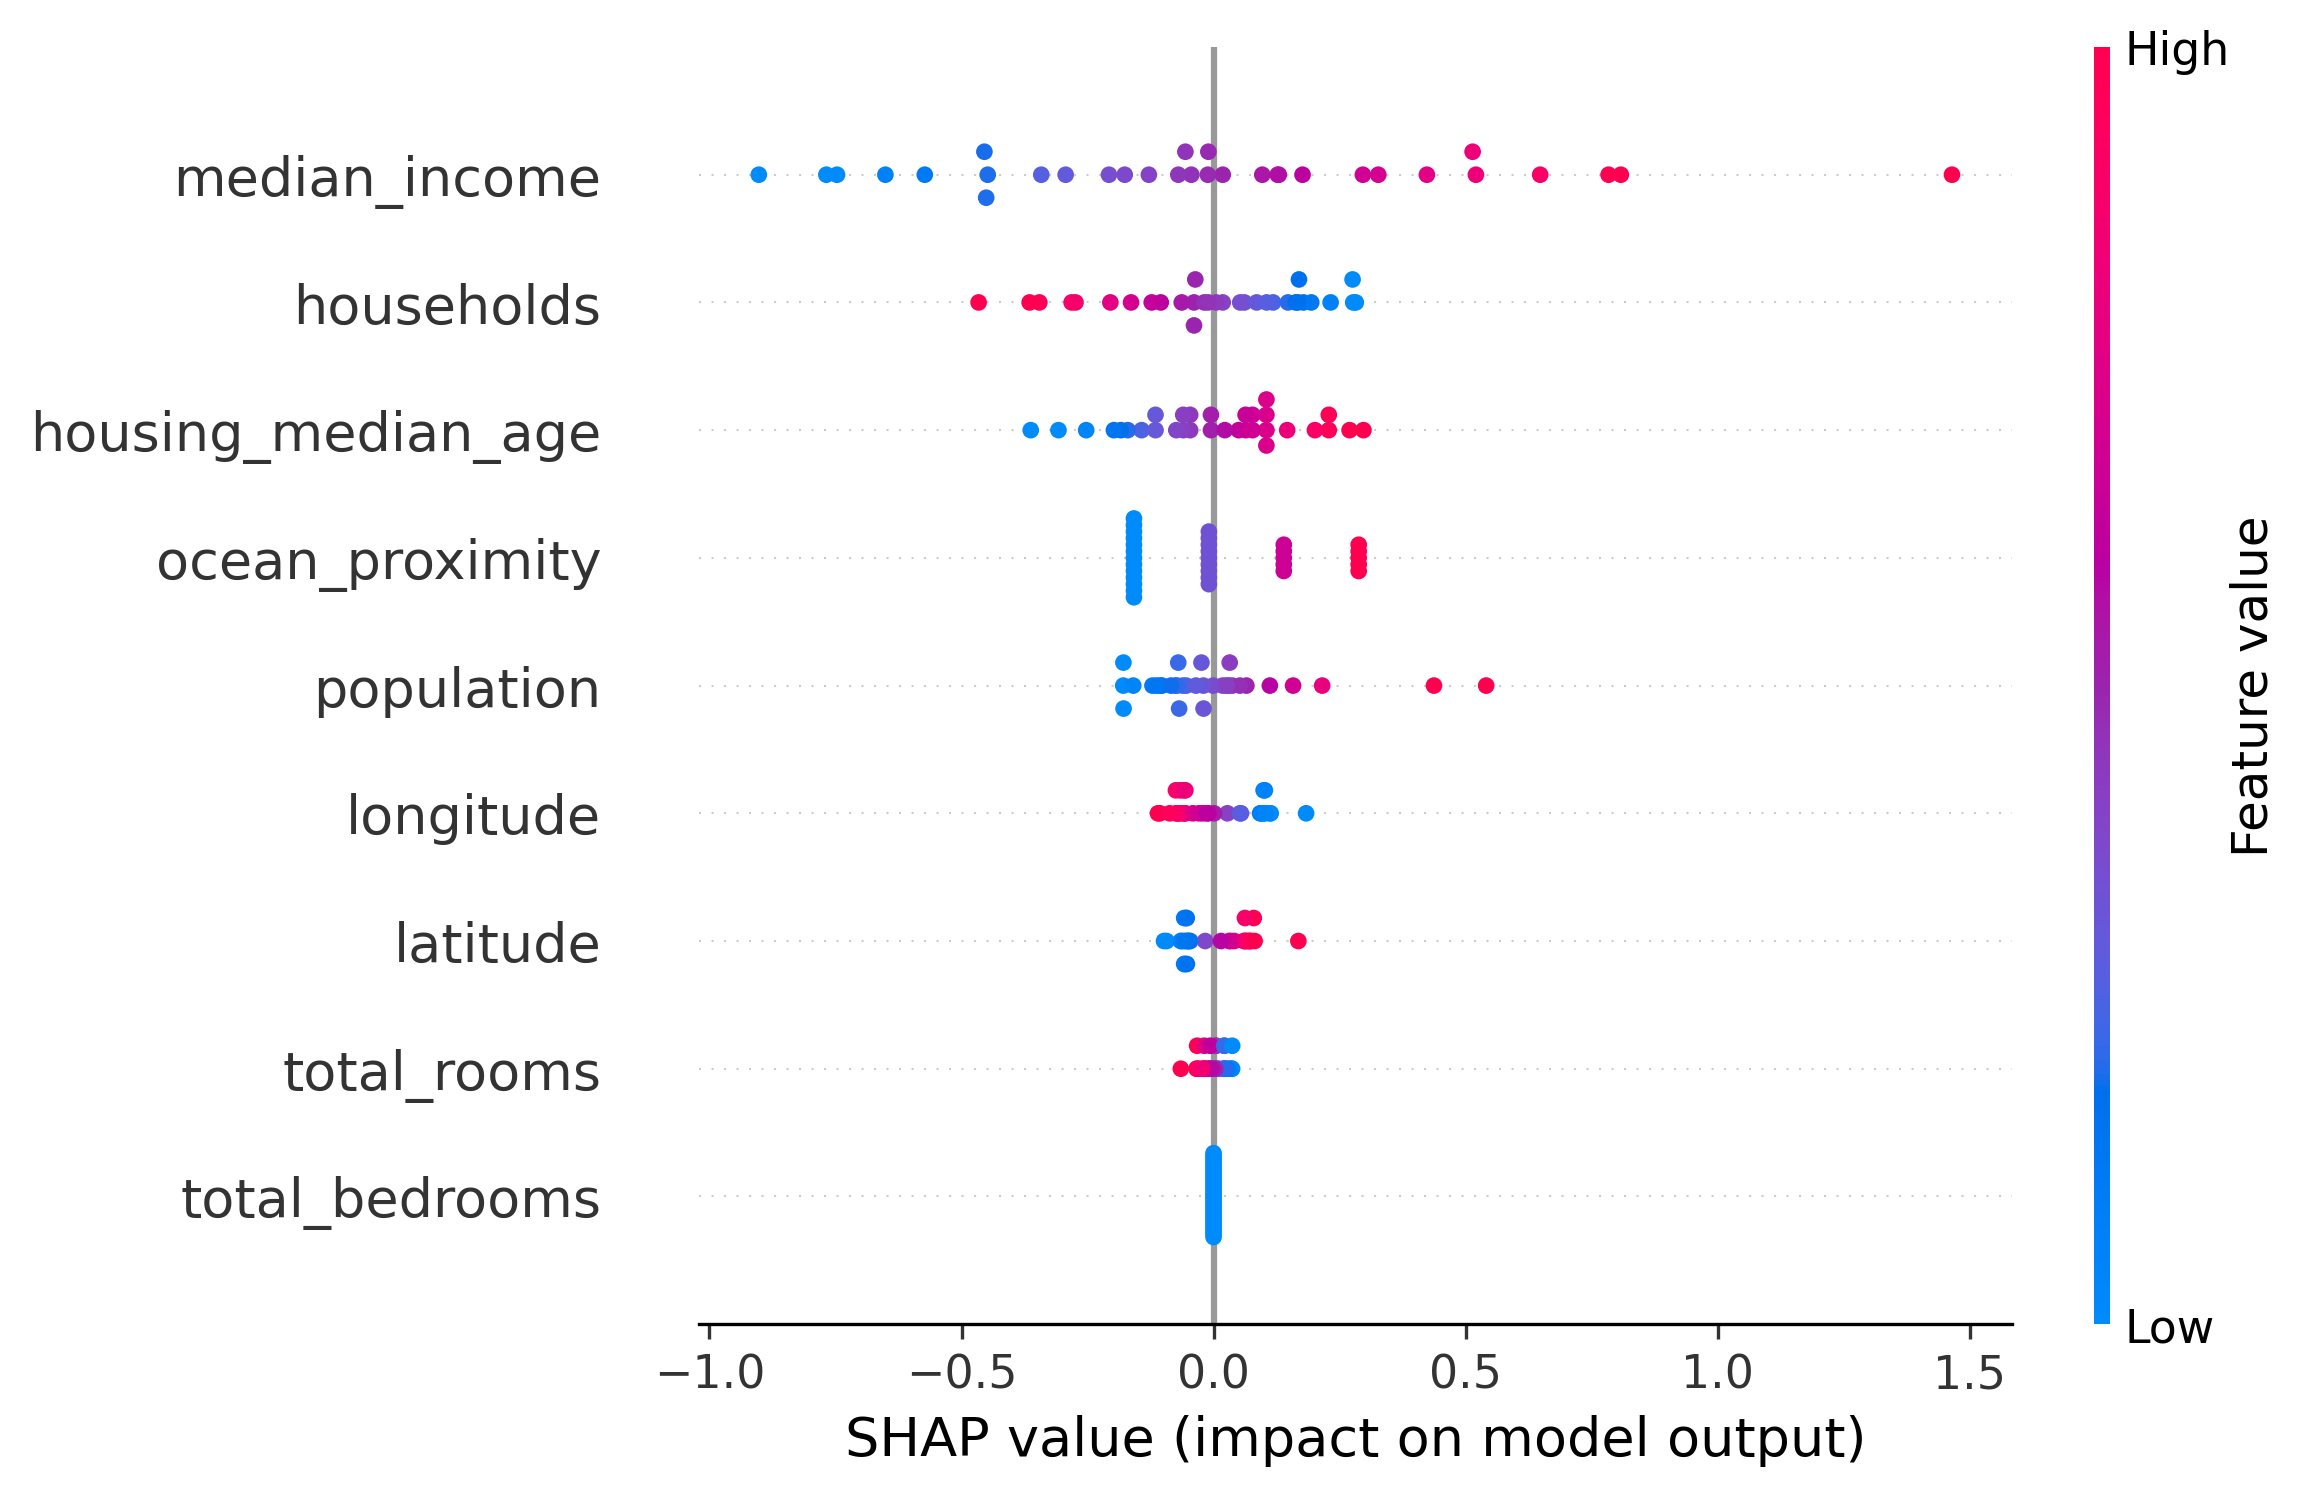 High
median_income
households
housing_median_age
ocean_proximity
population
longitude
latitude
total_rooms
total_bedrooms
Feature value
Low
−1.0 −0.5 0.0 0.5 1.0 1.5
SHAP value (impact on model output)